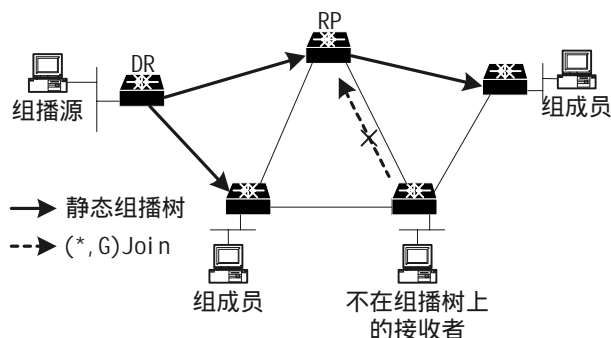 RP
DR
组播源
组成员
静态组播树
(*,G)Join
组成员
不在组播树上
的接收者